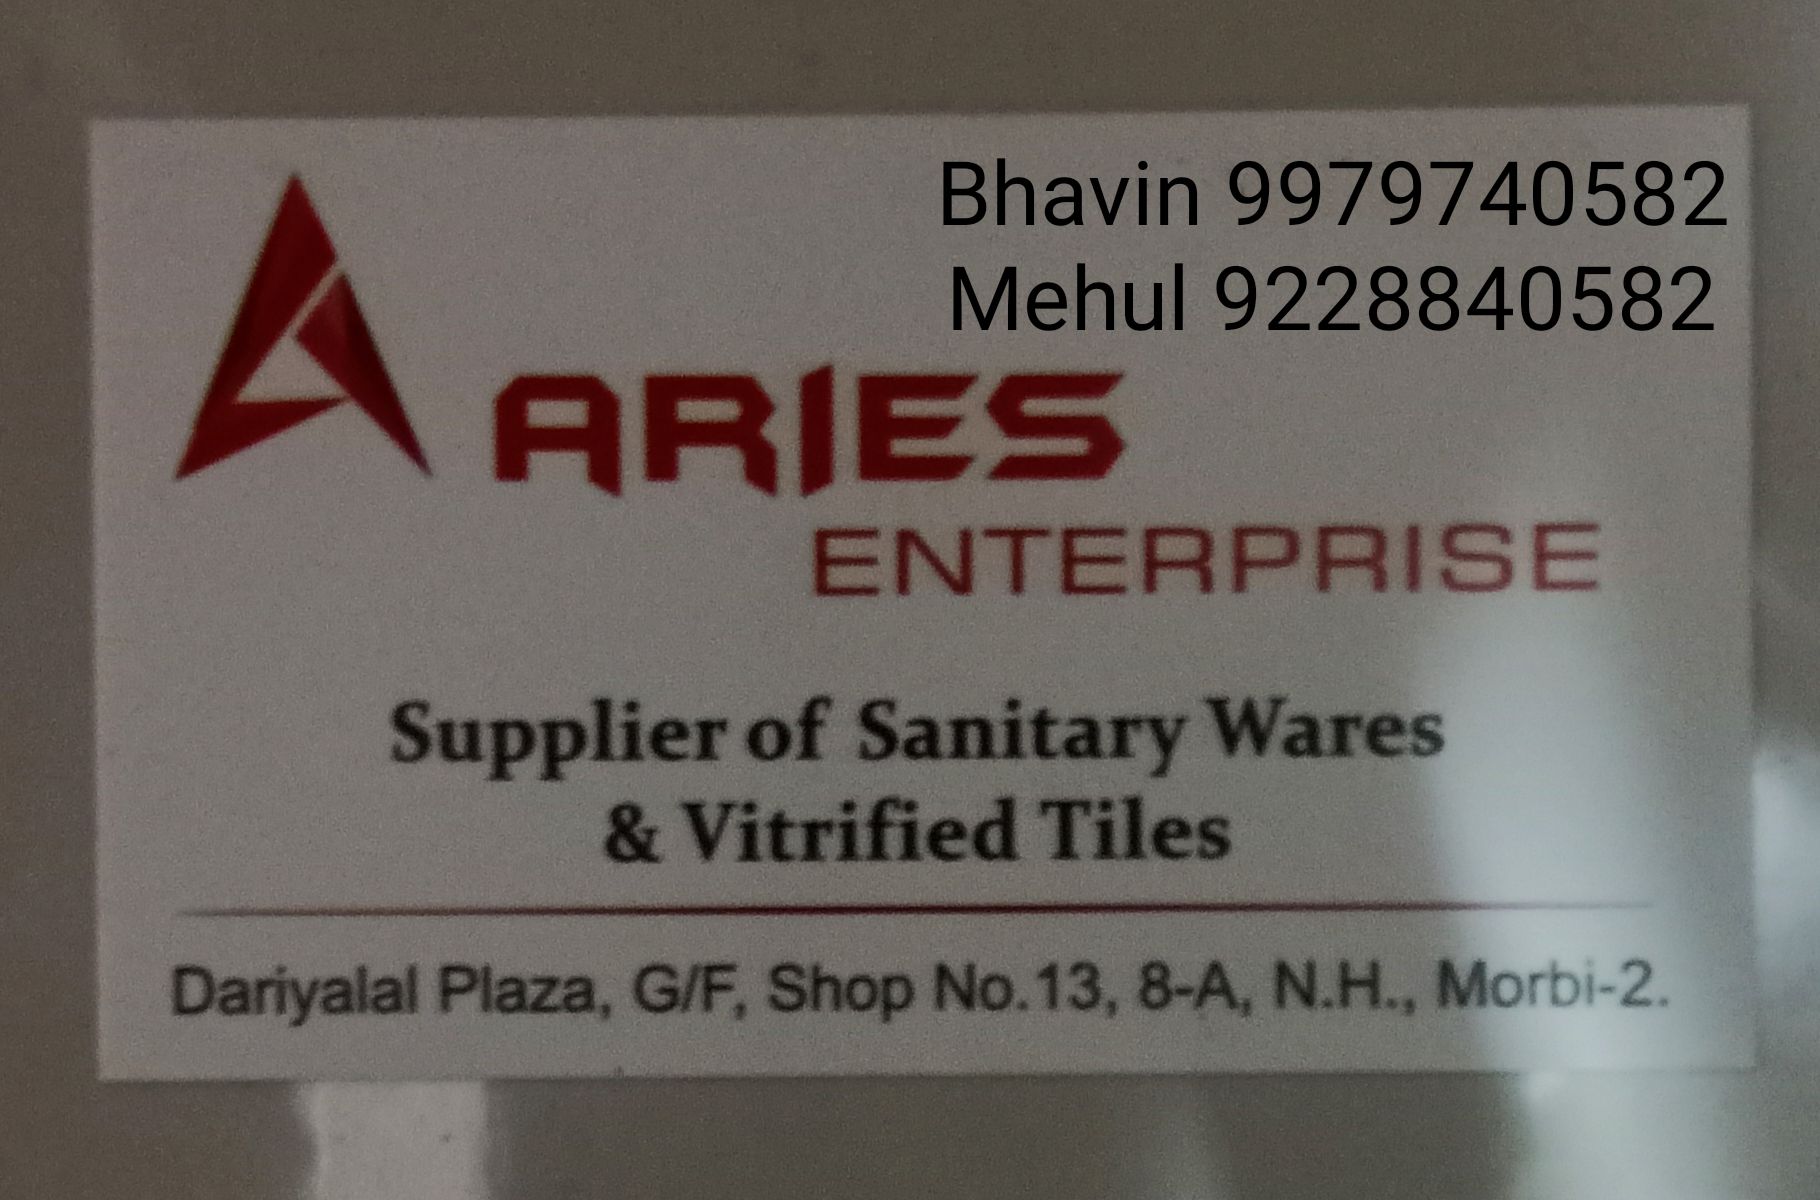 Bhavin 9979740582
Mehul 9228840582
ARIES
ENTERPRISE
Supplier of Sanitary Wares
& Vitrified Tiles
Dariyalal Plaza, G/F, Shop No.13, 8-A, N.H., Morbi-2.